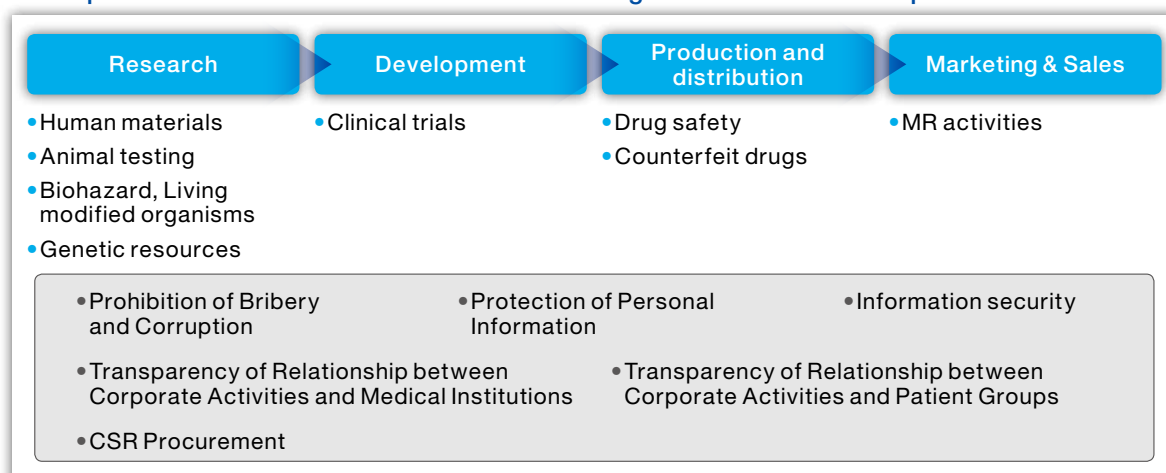 Research
Development
Production and
distribution
Marketing & Sales
•Human materials
•Animal testing
•Biohazard, Living
modified organisms
•Genetic resources
•Clinical trials
•Drug safety
•Counterfeit drugs
•MR activities
•Prohibition of Bribery
and Corruption
•Protection of Personal
Information
•Information security
•Transparency of Relationship between
Corporate Activities and Medical Institutions
•Transparency of Relationship between
Corporate Activities and Patient Groups
•CSR Procurement